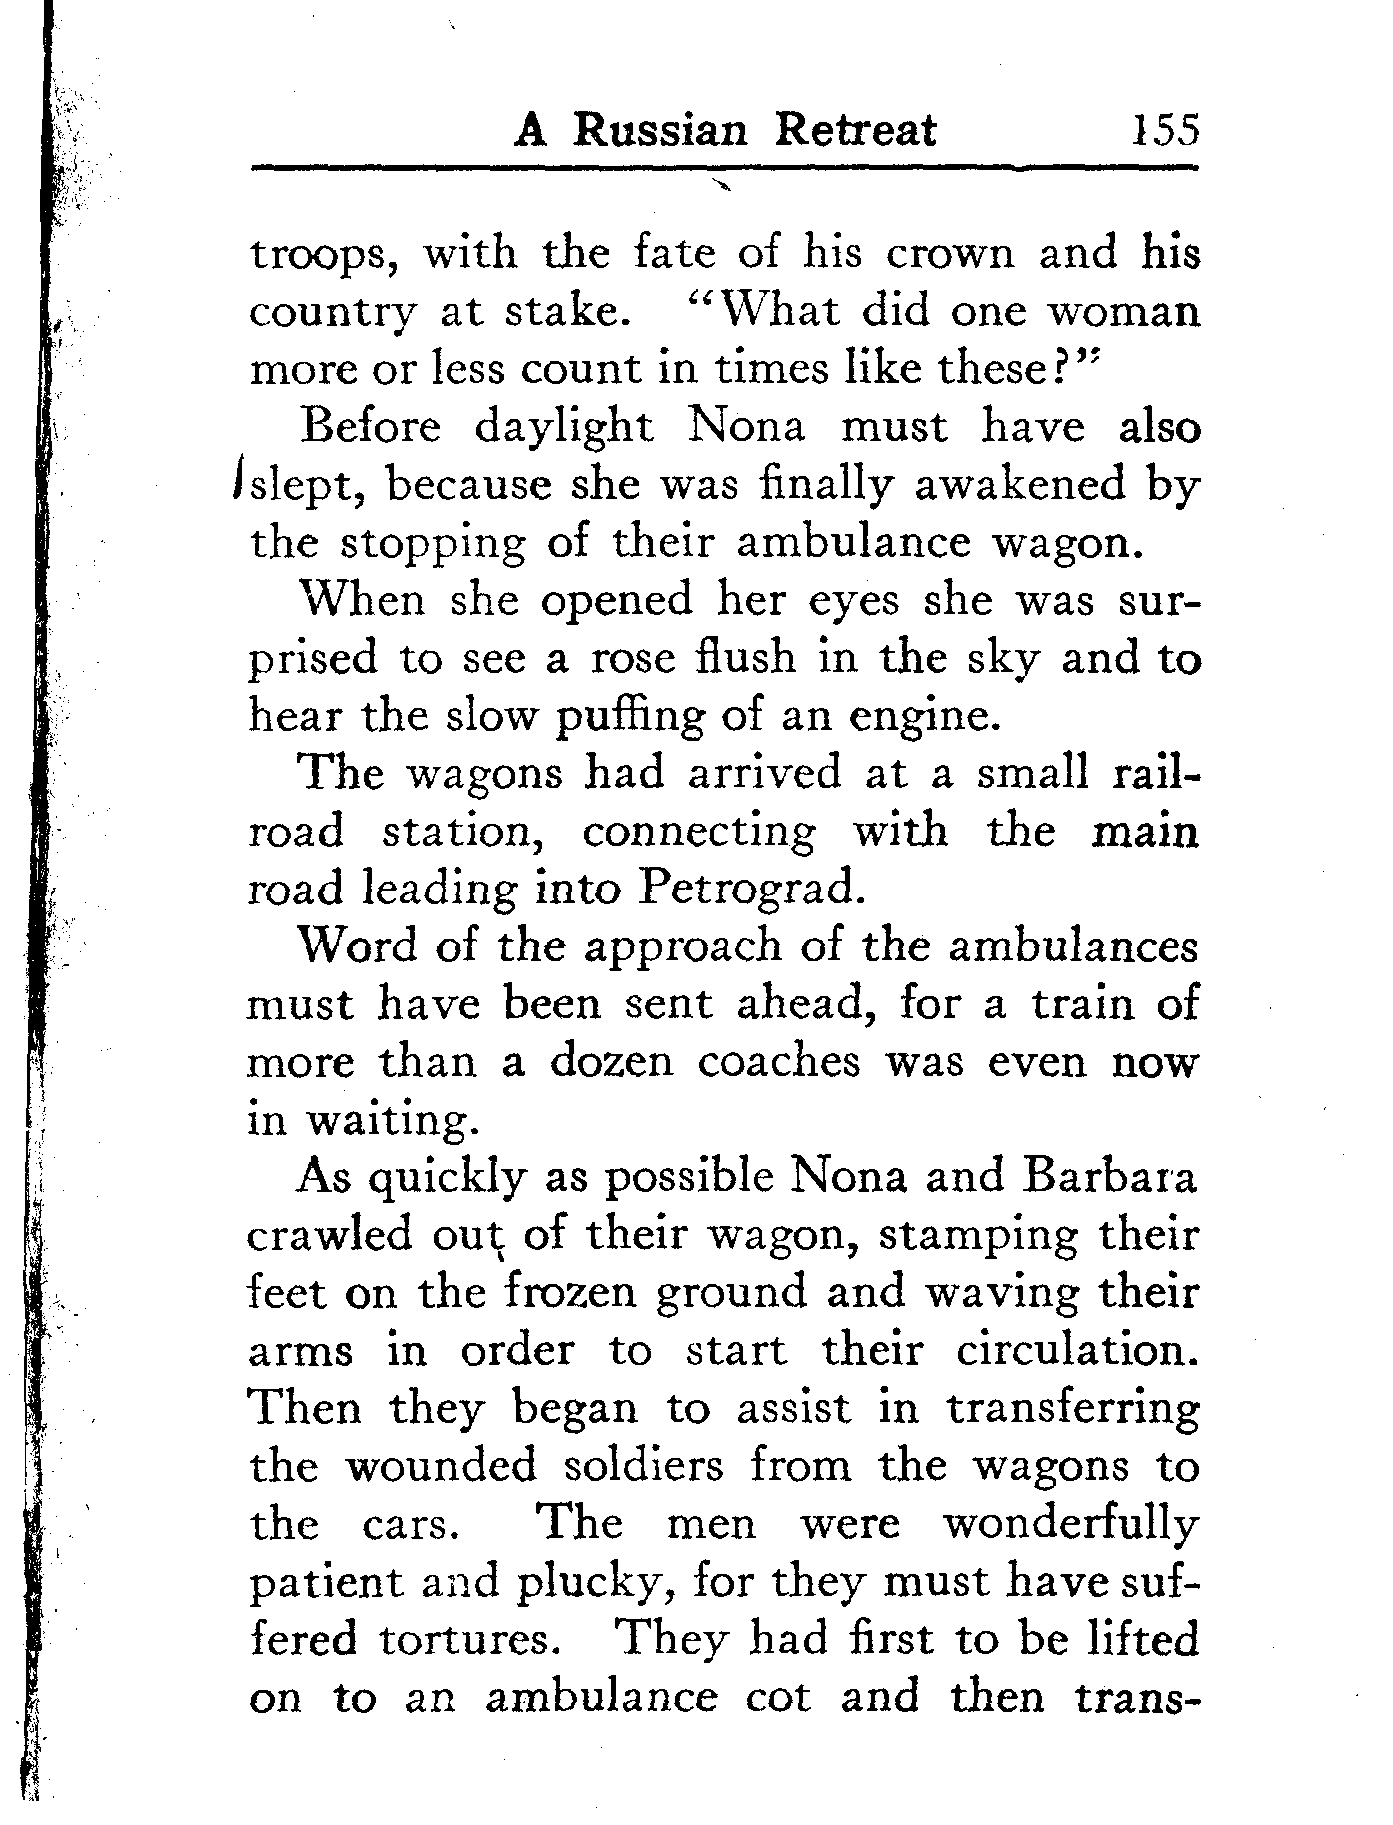 A Russian Retreat 155
troops, with the fate of his crown and his
country at stake. "What did one woman
more or less count in times like these?"
Before daylight Nona must have also
slept, because she was finally awakened by
the stopping of their ambulance wagon.
When she opened her eyes she was sur-
prised to see a rose flush in the sky and to
hear the slow puffing of an engine.
The wagons had arrived at a small rail-
road station, connecting with the main
road leading into Petrograd.
Word of the approach of the ambulances
must have been sent ahead, for a train of
more than a dozen coaches was even now
in waiting.
As quickly as possible Nona and Barbara
crawled out of their wagon, stamping their
feet on the frozen ground and waving their
arms in order to start their circulation.
Then they began to assist in transferring
the wounded soldiers from the wagons to
the cars. The men were wonderfully
patient and plucky, for they must have suf-
fered tortures. They had first to be lifted
on to an ambulance cot and then trans-